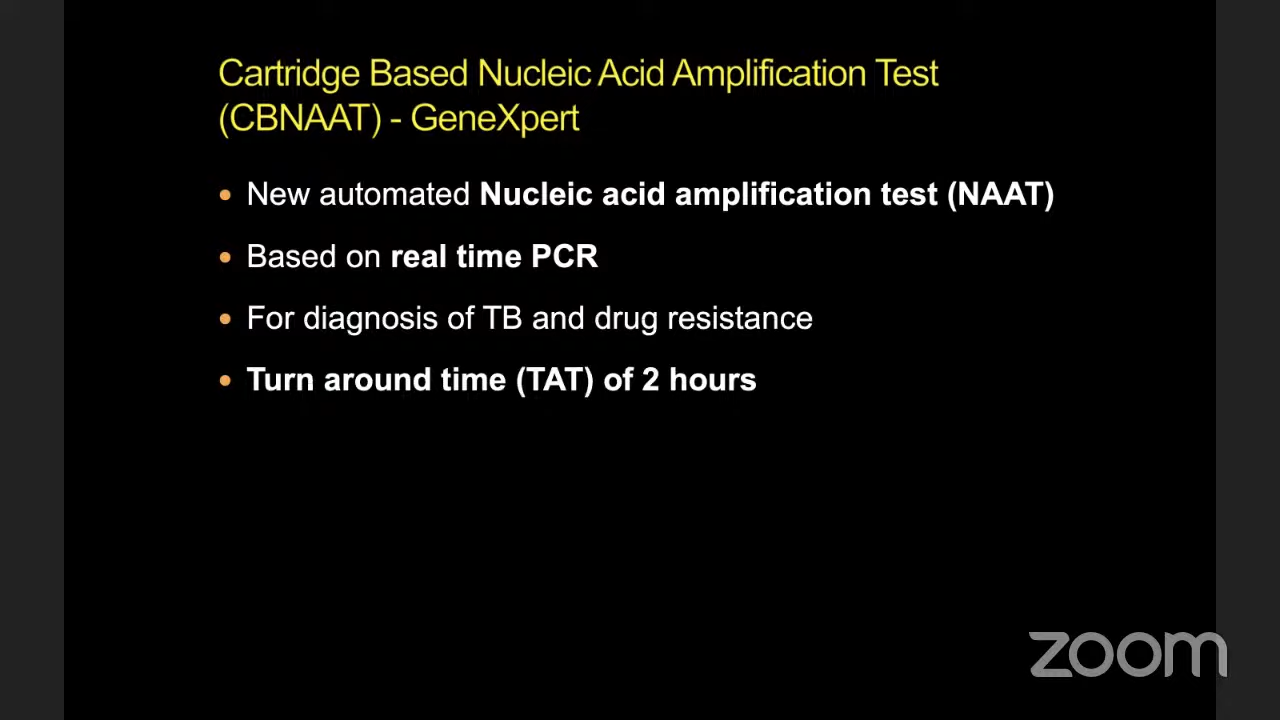 Cartridge Based Nucleic Acid Amplification Test
(CBNAAT) - GeneXpert
• New automated Nucleic acid amplification test (NAAT)
• Based on real time PCR
• For diagnosis of TB and drug resistance
• Turn around time (TAT) of 2 hours
zoom